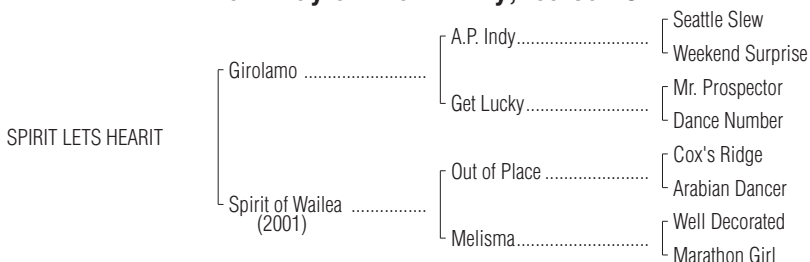 Seattle Slew
A.P. Indy
Weekend Surprise
Girolamo
Mr. Prospector
Get Lucky
Dance Number
SPIRIT LETS HEARIT
Cox's Ridge
Out of Place
Arabian Dancer
Spirit of Wailea
(2001)
Well Decorated
Melisma
Marathon Girl